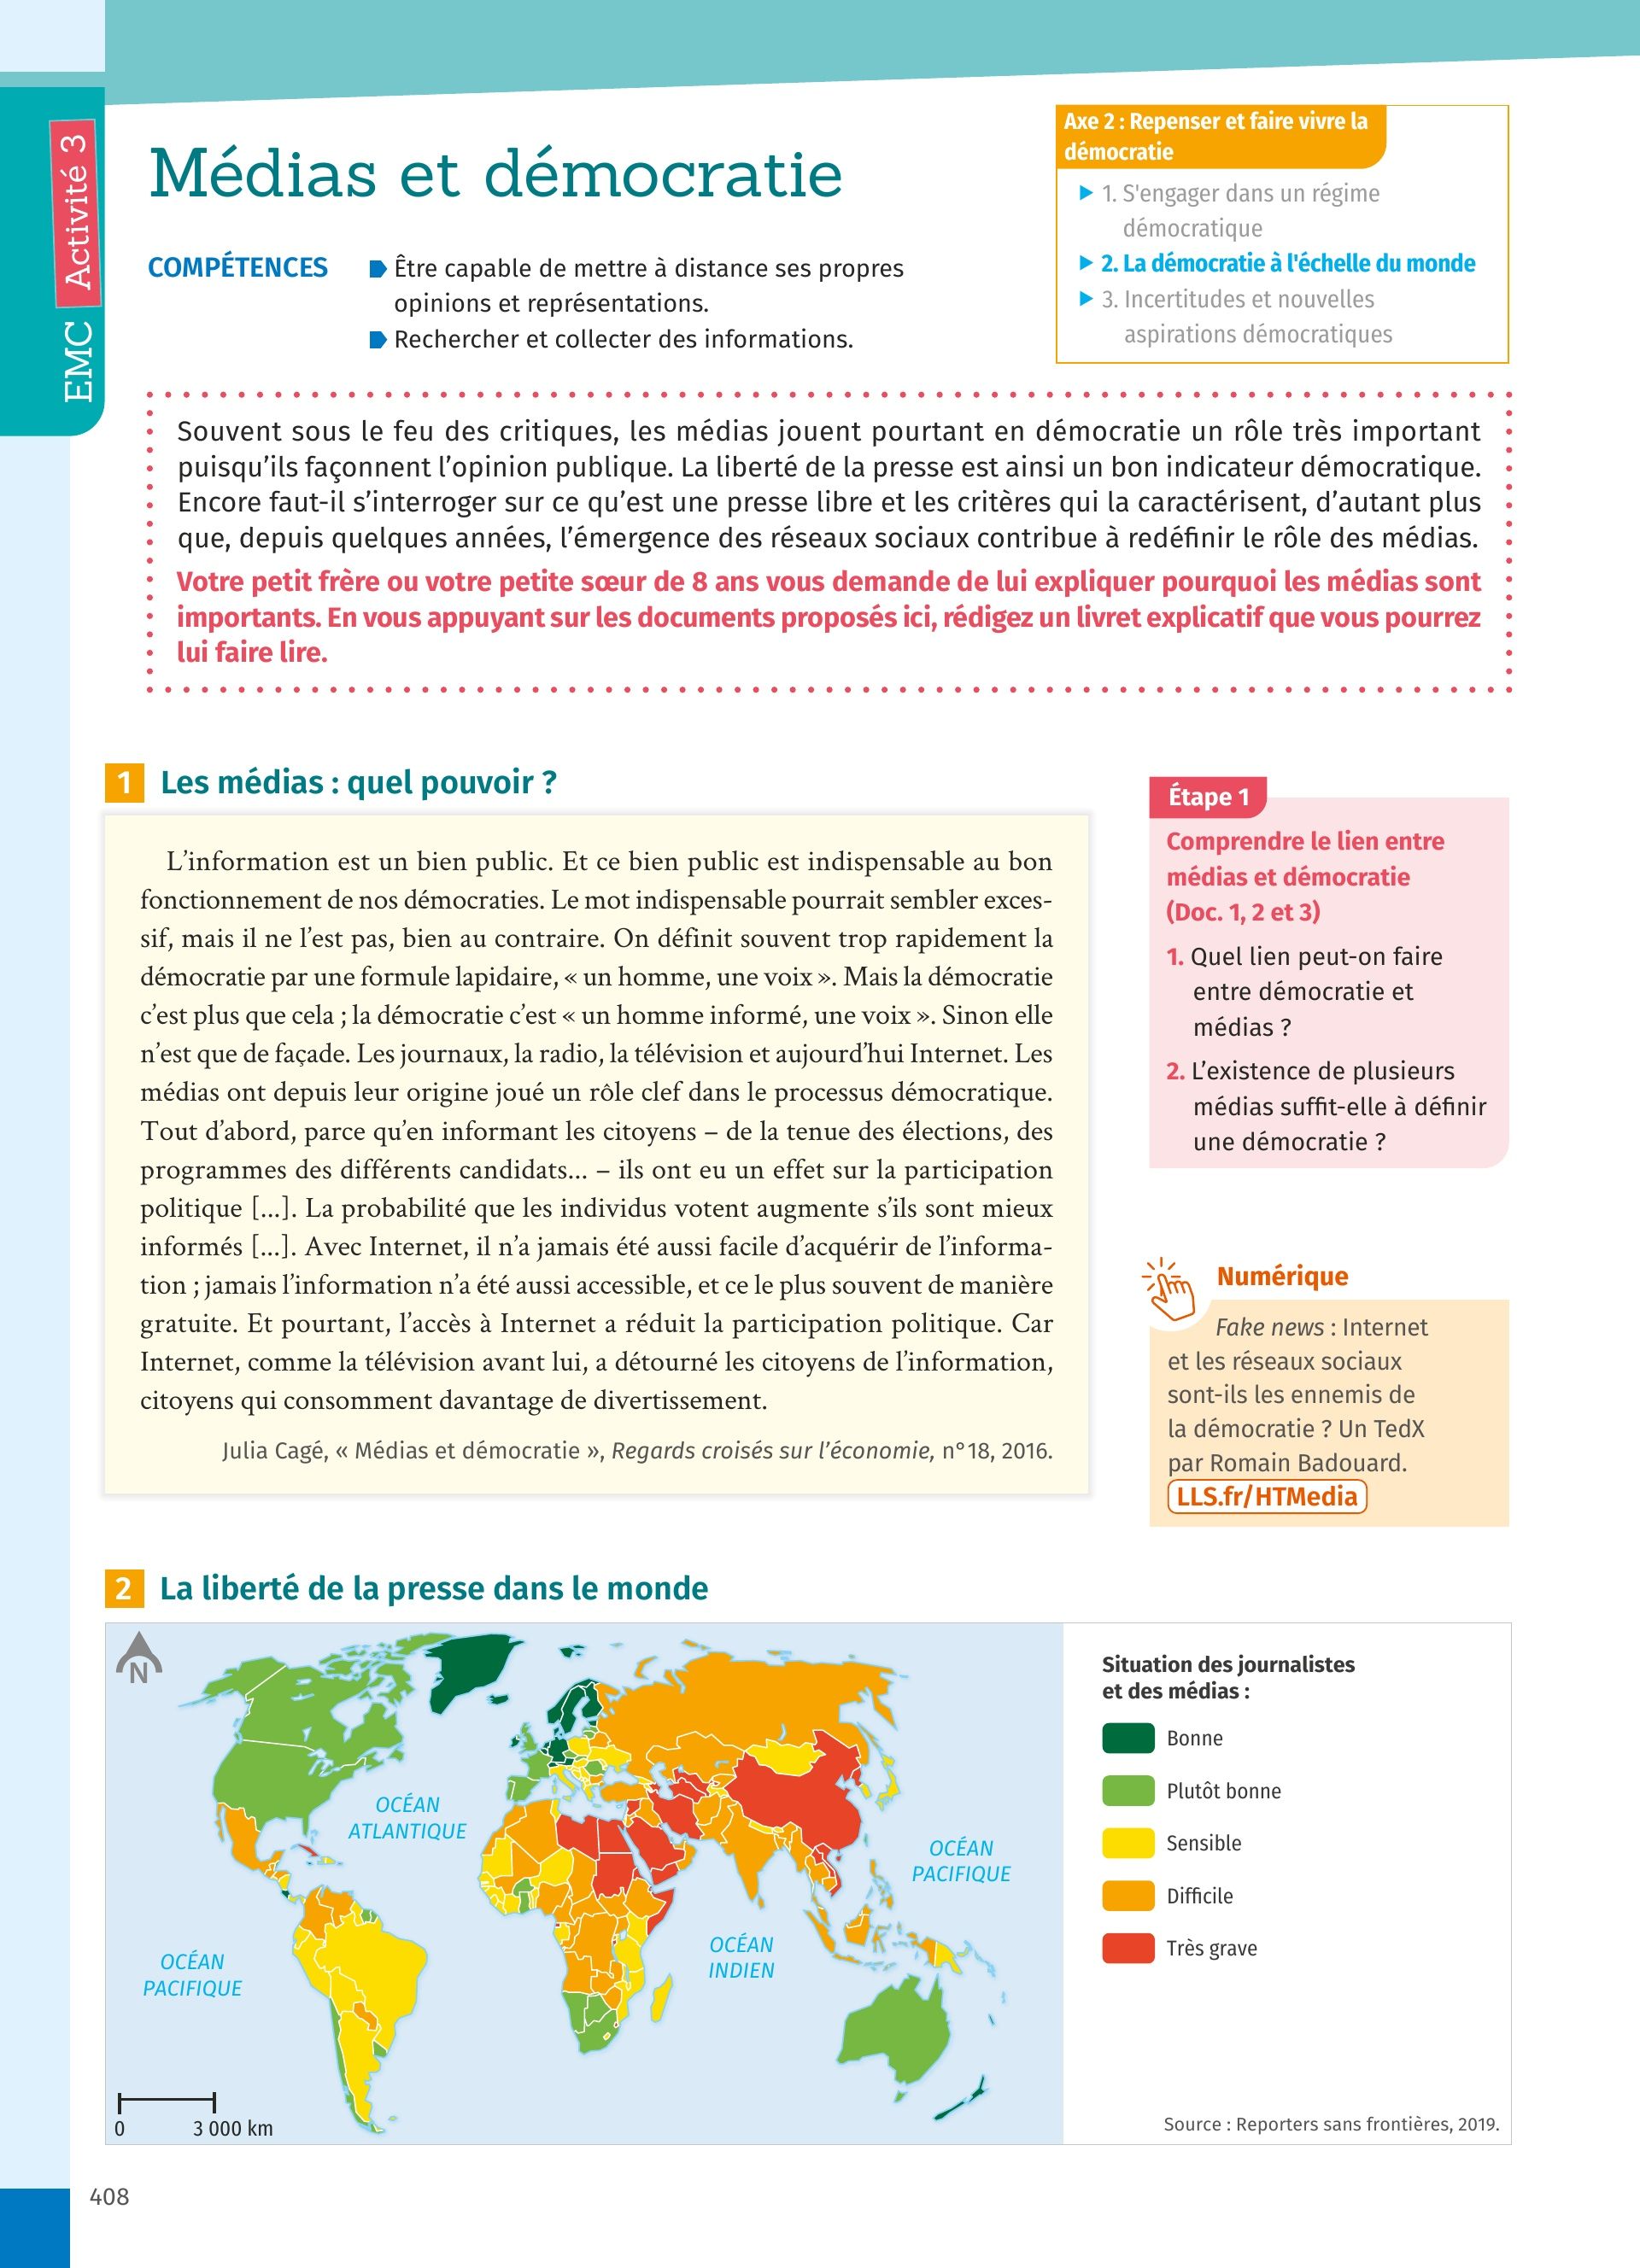 EMC Activité 3
Médias et démocratie
COMPÉTENCES
Être capable de mettre à distance ses propres
opinions et représentations.
Rechercher et collecter des informations.
Axe 2 : Repenser et faire vivre la
démocratie
1. S'engager dans un régime
démocratique
2. La démocratie à l'échelle du monde
3. Incertitudes et nouvelles
aspirations démocratiques
Souvent sous le feu des critiques, les médias jouent pourtant en démocratie un rôle très important
puisqu’ils façonnent l’opinion publique. La liberté de la presse est ainsi un bon indicateur démocratique.
Encore faut-il s’interroger sur ce qu’est une presse libre et les critères qui la caractérisent, d’autant plus
que, depuis quelques années, l’émergence des réseaux sociaux contribue à redéfinir le rôle des médias.
Votre petit frère ou votre petite sœur de 8 ans vous demande de lui expliquer pourquoi les médias sont
importants. En vous appuyant sur les documents proposés ici, rédigez un livret explicatif que vous pourrez
lui faire lire.
1 Les médias : quel pouvoir ?
L’information est un bien public. Et ce bien public est indispensable au bon
fonctionnement de nos démocraties. Le mot indispensable pourrait sembler exces-
sif, mais il ne l’est pas, bien au contraire. On définit souvent trop rapidement la
démocratie par une formule lapidaire, « un homme, une voix ». Mais la démocratie
c’est plus que cela ; la démocratie c’est « un homme informé, une voix ». Sinon elle
n’est que de façade. Les journaux, la radio, la télévision et aujourd’hui Internet. Les
médias ont depuis leur origine joué un rôle clef dans le processus démocratique.
Tout d’abord, parce qu’en informant les citoyens – de la tenue des élections, des
programmes des différents candidats... – ils ont eu un effet sur la participation
politique [...]. La probabilité que les individus votent augmente s’ils sont mieux
informés [...]. Avec Internet, il n’a jamais été aussi facile d’acquérir de l’informa-
tion ; jamais l’information n’a été aussi accessible, et ce le plus souvent de manière
gratuite. Et pourtant, l’accès à Internet a réduit la participation politique. Car
Internet, comme la télévision avant lui, a détourné les citoyens de l’information,
citoyens qui consomment davantage de divertissement.
Julia Cagé, « Médias et démocratie », Regards croisés sur l’économie, n°18, 2016.
Étape 1
Comprendre le lien entre
médias et démocratie
(Doc. 1, 2 et 3)
1. Quel lien peut-on faire
entre démocratie et
médias ?
2. L’existence de plusieurs
médias suffit-elle à définir
une démocratie ?
Numérique
Fake news : Internet
et les réseaux sociaux
sont-ils les ennemis de
la démocratie ? Un TedX
par Romain Badouard.
LLS.fr/HTMedia
2 La liberté de la presse dans le monde
N
OCÉAN
ATLANTIQUE
OCÉAN
PACIFIQUE
OCÉAN
INDIEN
OCÉAN
PACIFIQUE
0 3 000 km
Situation des journalistes
et des médias :
Bonne
Plutôt bonne
Sensible
Difficile
Très grave
Source : Reporters sans frontières, 2019.
408